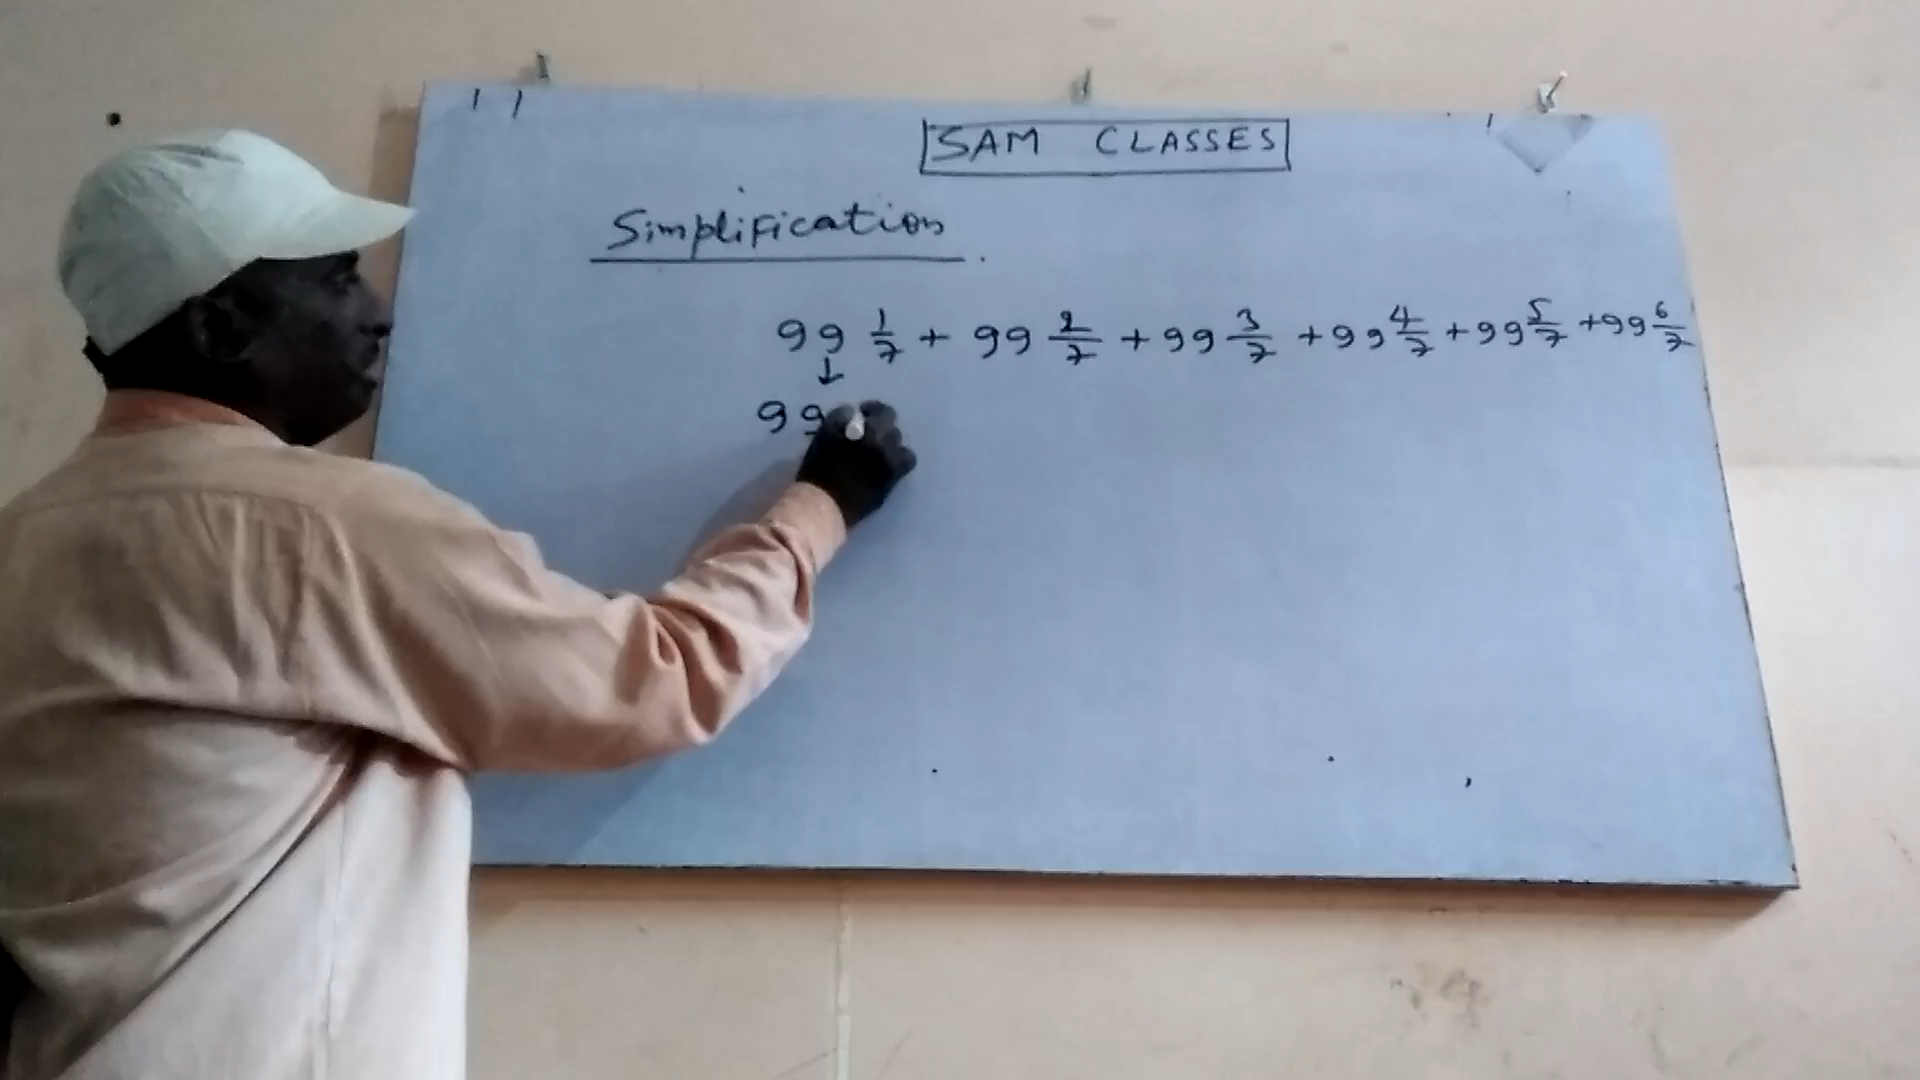 SAM CLASSES
Simplification
99 1/7 + 99 2/7 + 99 3/7 + 99 4/7 + 99 5/7 + 99 6/7
↓
99